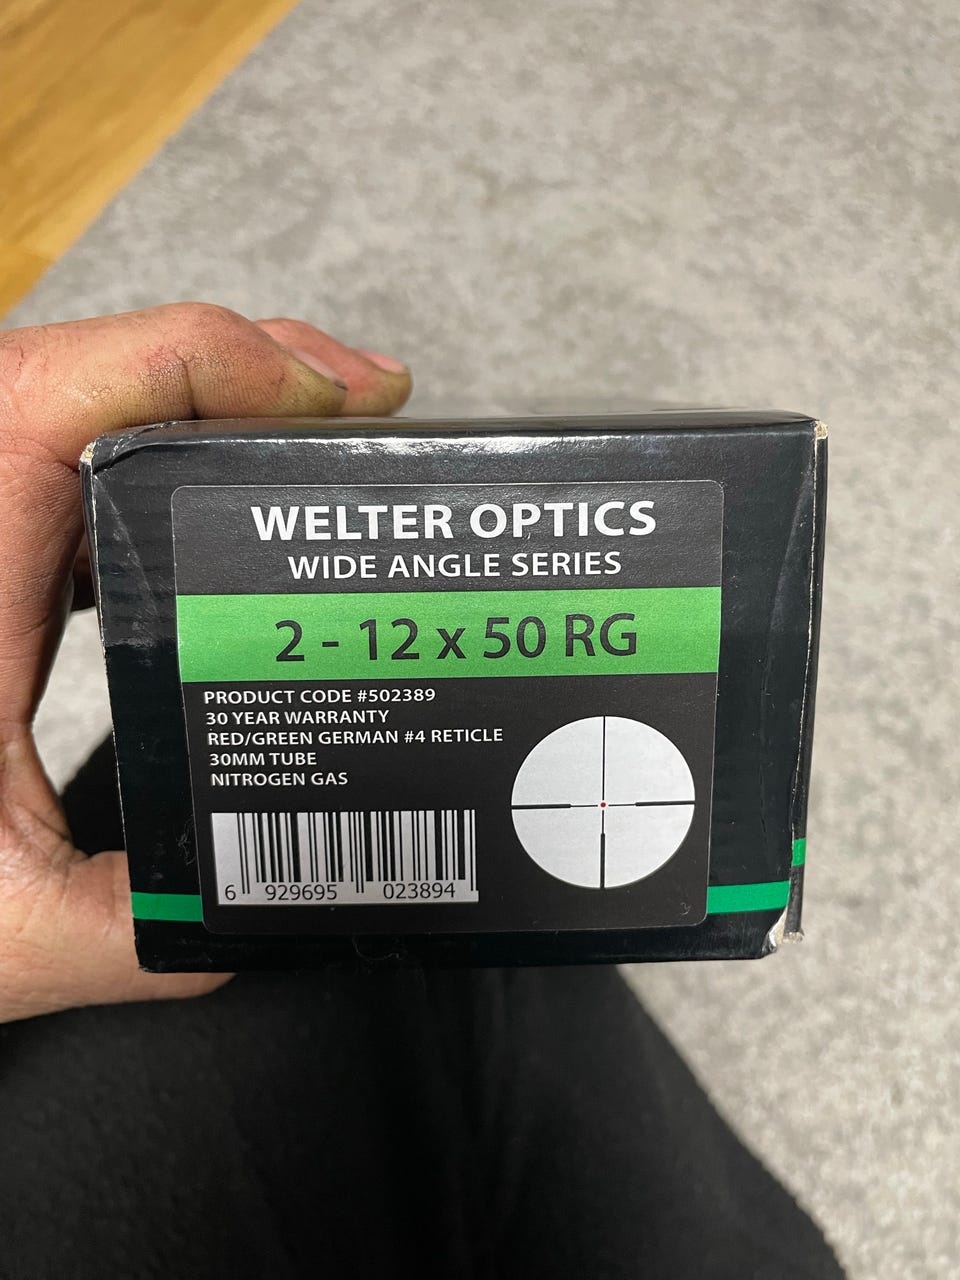 WELTER OPTICS
WIDE ANGLE SERIES
2 - 12 x 50 RG
PRODUCT CODE #502389
30 YEAR WARRANTY
RED/GREEN GERMAN #4 RETICLE
30MM TUBE
NITROGEN GAS
6 929695 023894